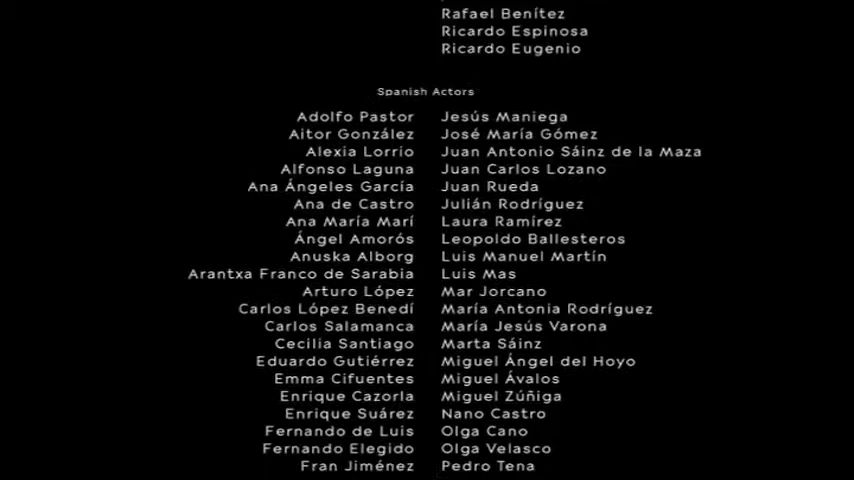 Rafael Benítez
Ricardo Espinosa
Ricardo Eugenio
Spanish Actors
Adolfo Pastor Jesús Maniega
Aitor González José María Gómez
Alexia Lorrio Juan Antonio Sáinz de la Maza
Alfonso Laguna Juan Carlos Lozano
Ana Ángeles García Juan Rueda
Ana de Castro Julián Rodríguez
Ana María Marí Laura Ramírez
Ángel Amorós Leopoldo Ballesteros
Anuska Alborg Luis Manuel Martín
Arantxa Franco de Sarabia Luis Mas
Arturo López Mar Jorcano
Carlos López Benedí María Antonia Rodríguez
Carlos Salamanca María Jesús Varona
Cecilia Santiago Marta Sáinz
Eduardo Gutiérrez Miguel Ángel del Hoyo
Emma Cifuentes Miguel Ávalos
Enrique Cazorla Miguel Zúñiga
Enrique Suárez Nano Castro
Fernando de Luis Olga Cano
Fernando Elegido Olga Velasco
Fran Jiménez Pedro Tena